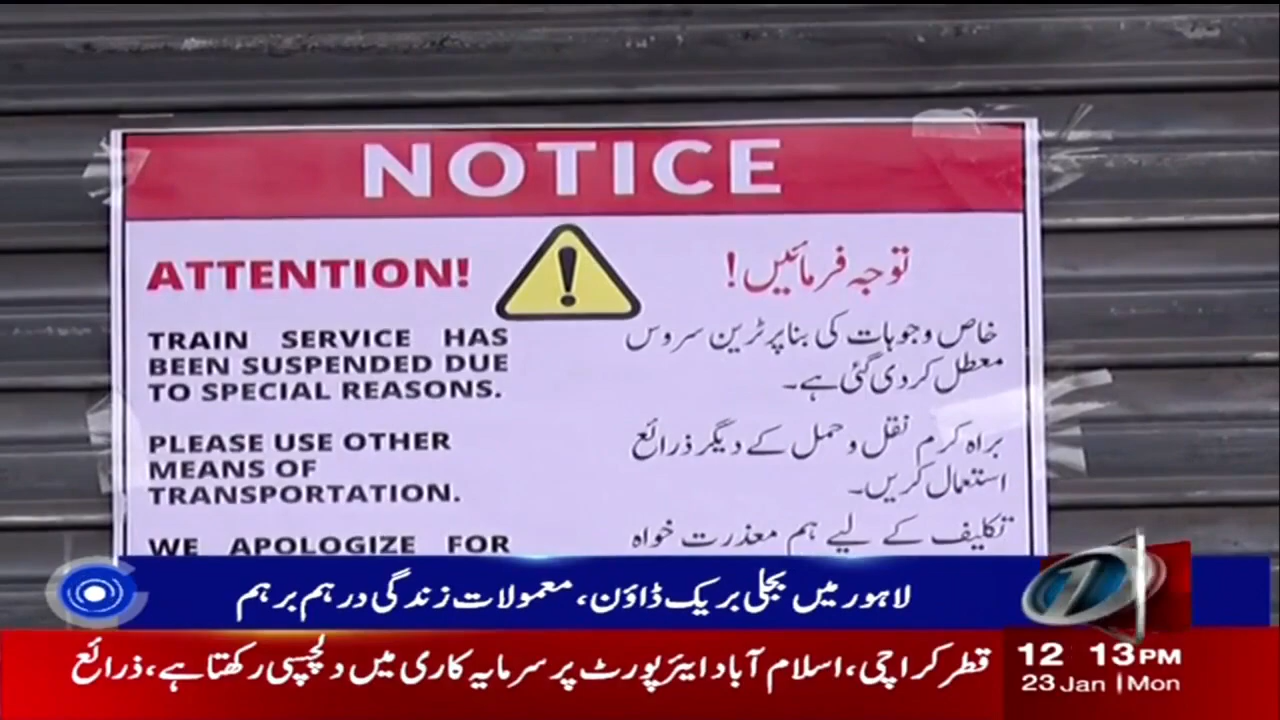 NOTICE
ATTENTION!
TRAIN SERVICE HAS
BEEN SUSPENDED DUE
TO SPECIAL REASONS.
PLEASE USE OTHER
MEANS OF
TRANSPORTATION.
WE APOLOGIZE FOR
توجہ فرمائیں!
خاص وجوہات کی بنا پر ٹرین سروس
معطل کر دی گئی ہے۔
براہ کرم نقل و حمل کے دیگر ذرائع
استعمال کریں۔
تکلیف کے لیے ہم معذرت خواہ
لاہور میں بجلی بریک ڈاؤن، معمولات زندگی درہم برہم
قطر کراچی، اسلام آباد ایئرپورٹ پر سرمایہ کاری میں دلچسپی رکھتا ہے، ذرائع
12 13PM
23 Jan | Mon